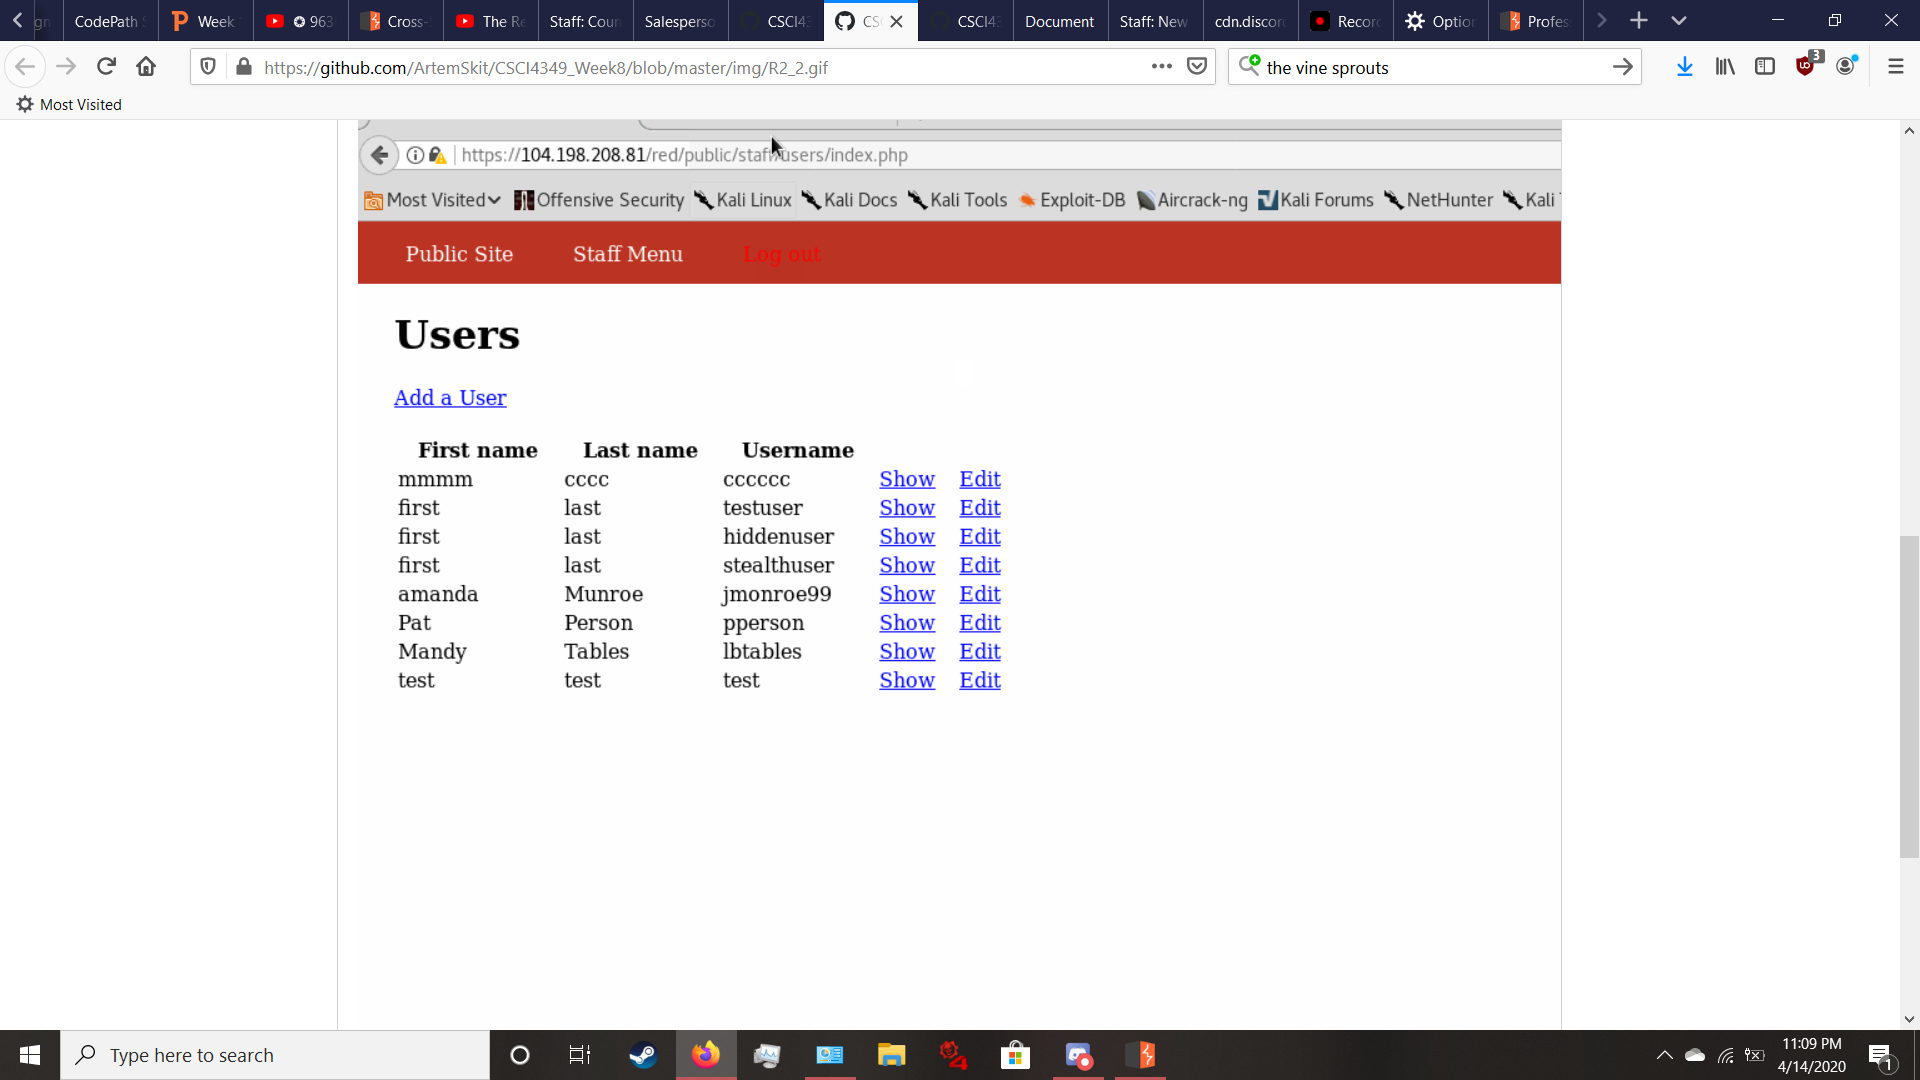 CodePath
Week
963
Cross-
The Re
Staff: Coun
Salesperso
CSCI43
CS
CSCI43
Document
Staff: New
cdn.discor
Recor
Option
Profes
https://github.com/ArtemSkit/CSCI4349_Week8/blob/master/img/R2_2.gif
the vine sprouts
3
Most Visited
https://104.198.208.81/red/public/staff/users/index.php
Most Visited
Offensive Security
Kali Linux
Kali Docs
Kali Tools
Exploit-DB
Aircrack-ng
Kali Forums
NetHunter
Kali
Public Site
Staff Menu
Log out
Users
Add a User
First name Last name Username
mmmm cccc cccccc Show Edit
first last testuser Show Edit
first last hiddenuser Show Edit
first last stealthuser Show Edit
amanda Munroe jmonroe99 Show Edit
Pat Person pperson Show Edit
Mandy Tables lbtables Show Edit
test test test Show Edit
Type here to search
11:09 PM
4/14/2020
1